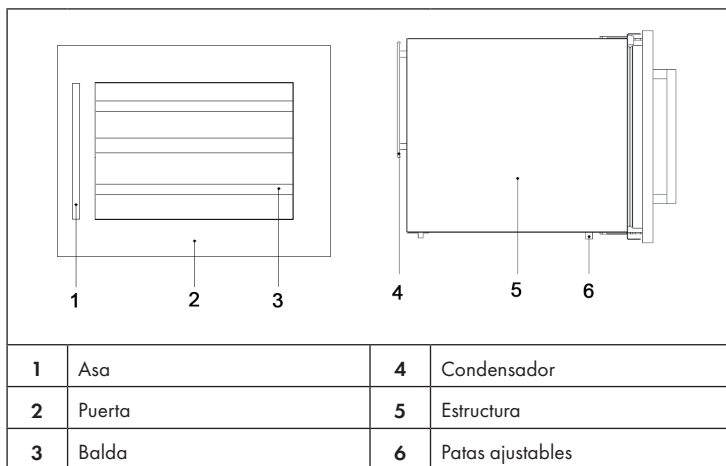 1 2 3 4 5 6
1 Asa 4 Condensador
2 Puerta 5 Estructura
3 Balda 6 Patas ajustables